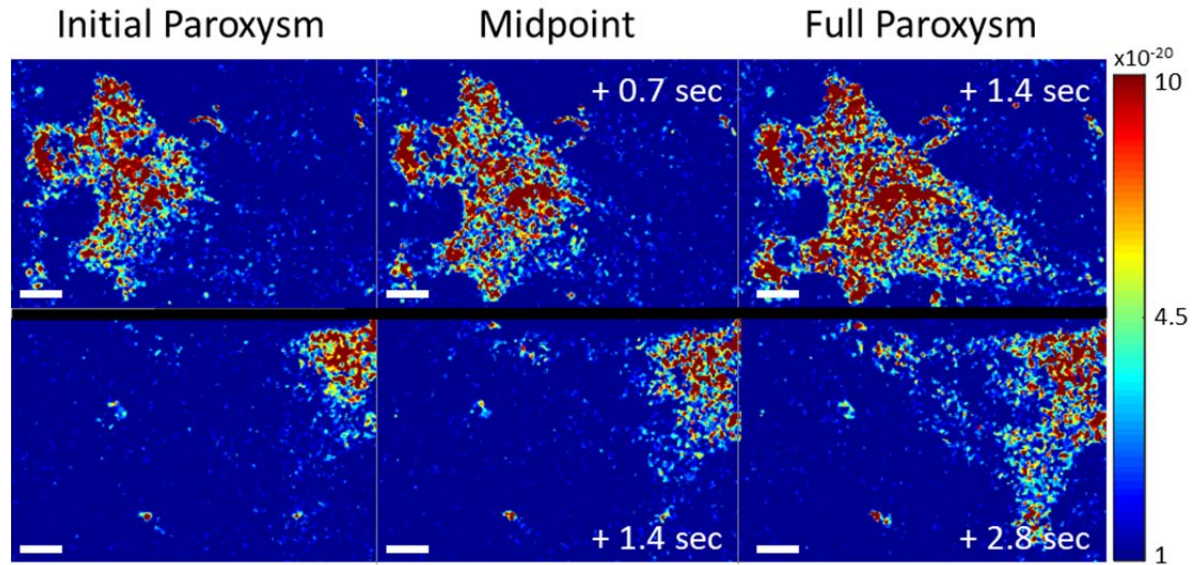 Initial Paroxysm
Midpoint
Full Paroxysm
x10-20
+ 0.7 sec
+ 1.4 sec
10
4.5
+ 1.4 sec
+ 2.8 sec
1